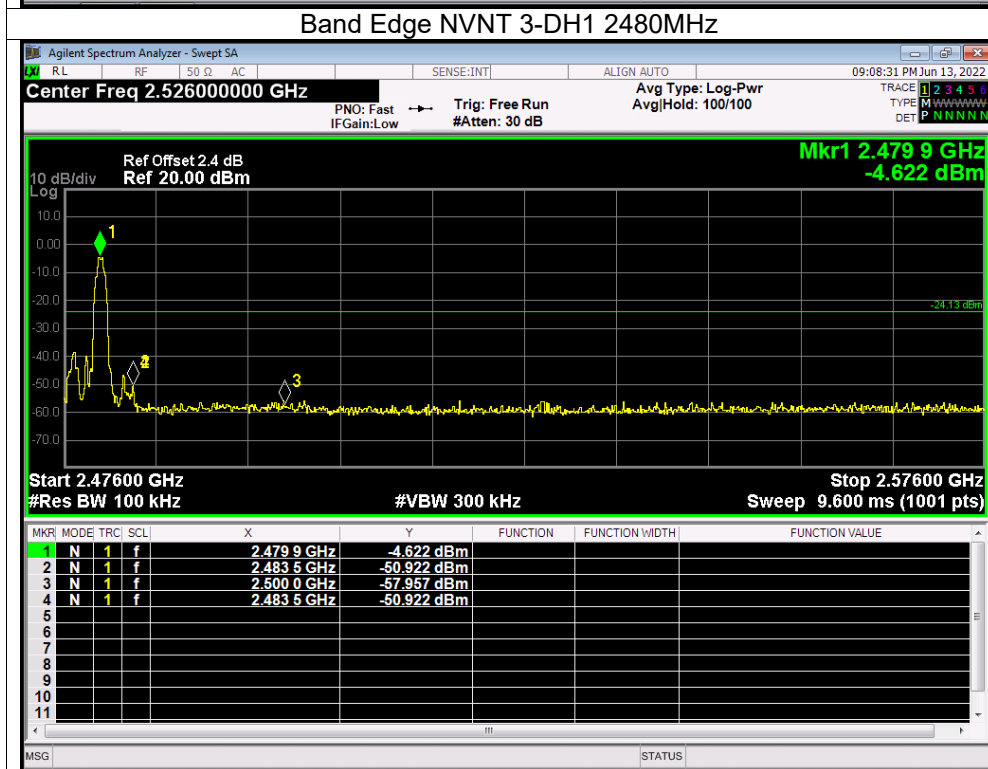 Band Edge NVNT 3-DH1 2480MHz
Agilent Spectrum Analyzer - Swept SA
LXI RL RF 50 Ω AC SENSE:INT ALIGN AUTO 09:08:31 PM Jun 13, 2022
Center Freq 2.526000000 GHz Avg Type: Log-Pwr TRACE 1 2 3 4 5 6
PNO: Fast Trig: Free Run Avg|Hold: 100/100 TYPE M WWWWW
IFGain:Low #Atten: 30 dB DET P N N N N N
Mkr1 2.479 9 GHz
Ref Offset 2.4 dB
10 dB/div Ref 20.00 dBm -4.622 dBm
Log
10.0
1
0.00
-10.0
-20.0
-24.13 dBm
-30.0
-40.0
3
-50.0
-60.0
-70.0
Start 2.47600 GHz Stop 2.57600 GHz
#Res BW 100 kHz #VBW 300 kHz Sweep 9.600 ms (1001 pts)
MKR MODE TRC SCL X Y FUNCTION FUNCTION WIDTH FUNCTION VALUE
1 N 1 f 2.479 9 GHz -4.622 dBm
2 N 1 f 2.483 5 GHz -50.922 dBm
3 N 1 f 2.500 0 GHz -57.957 dBm
4 N 1 f 2.483 5 GHz -50.922 dBm
5
6
7
8
9
10
11
MSG STATUS